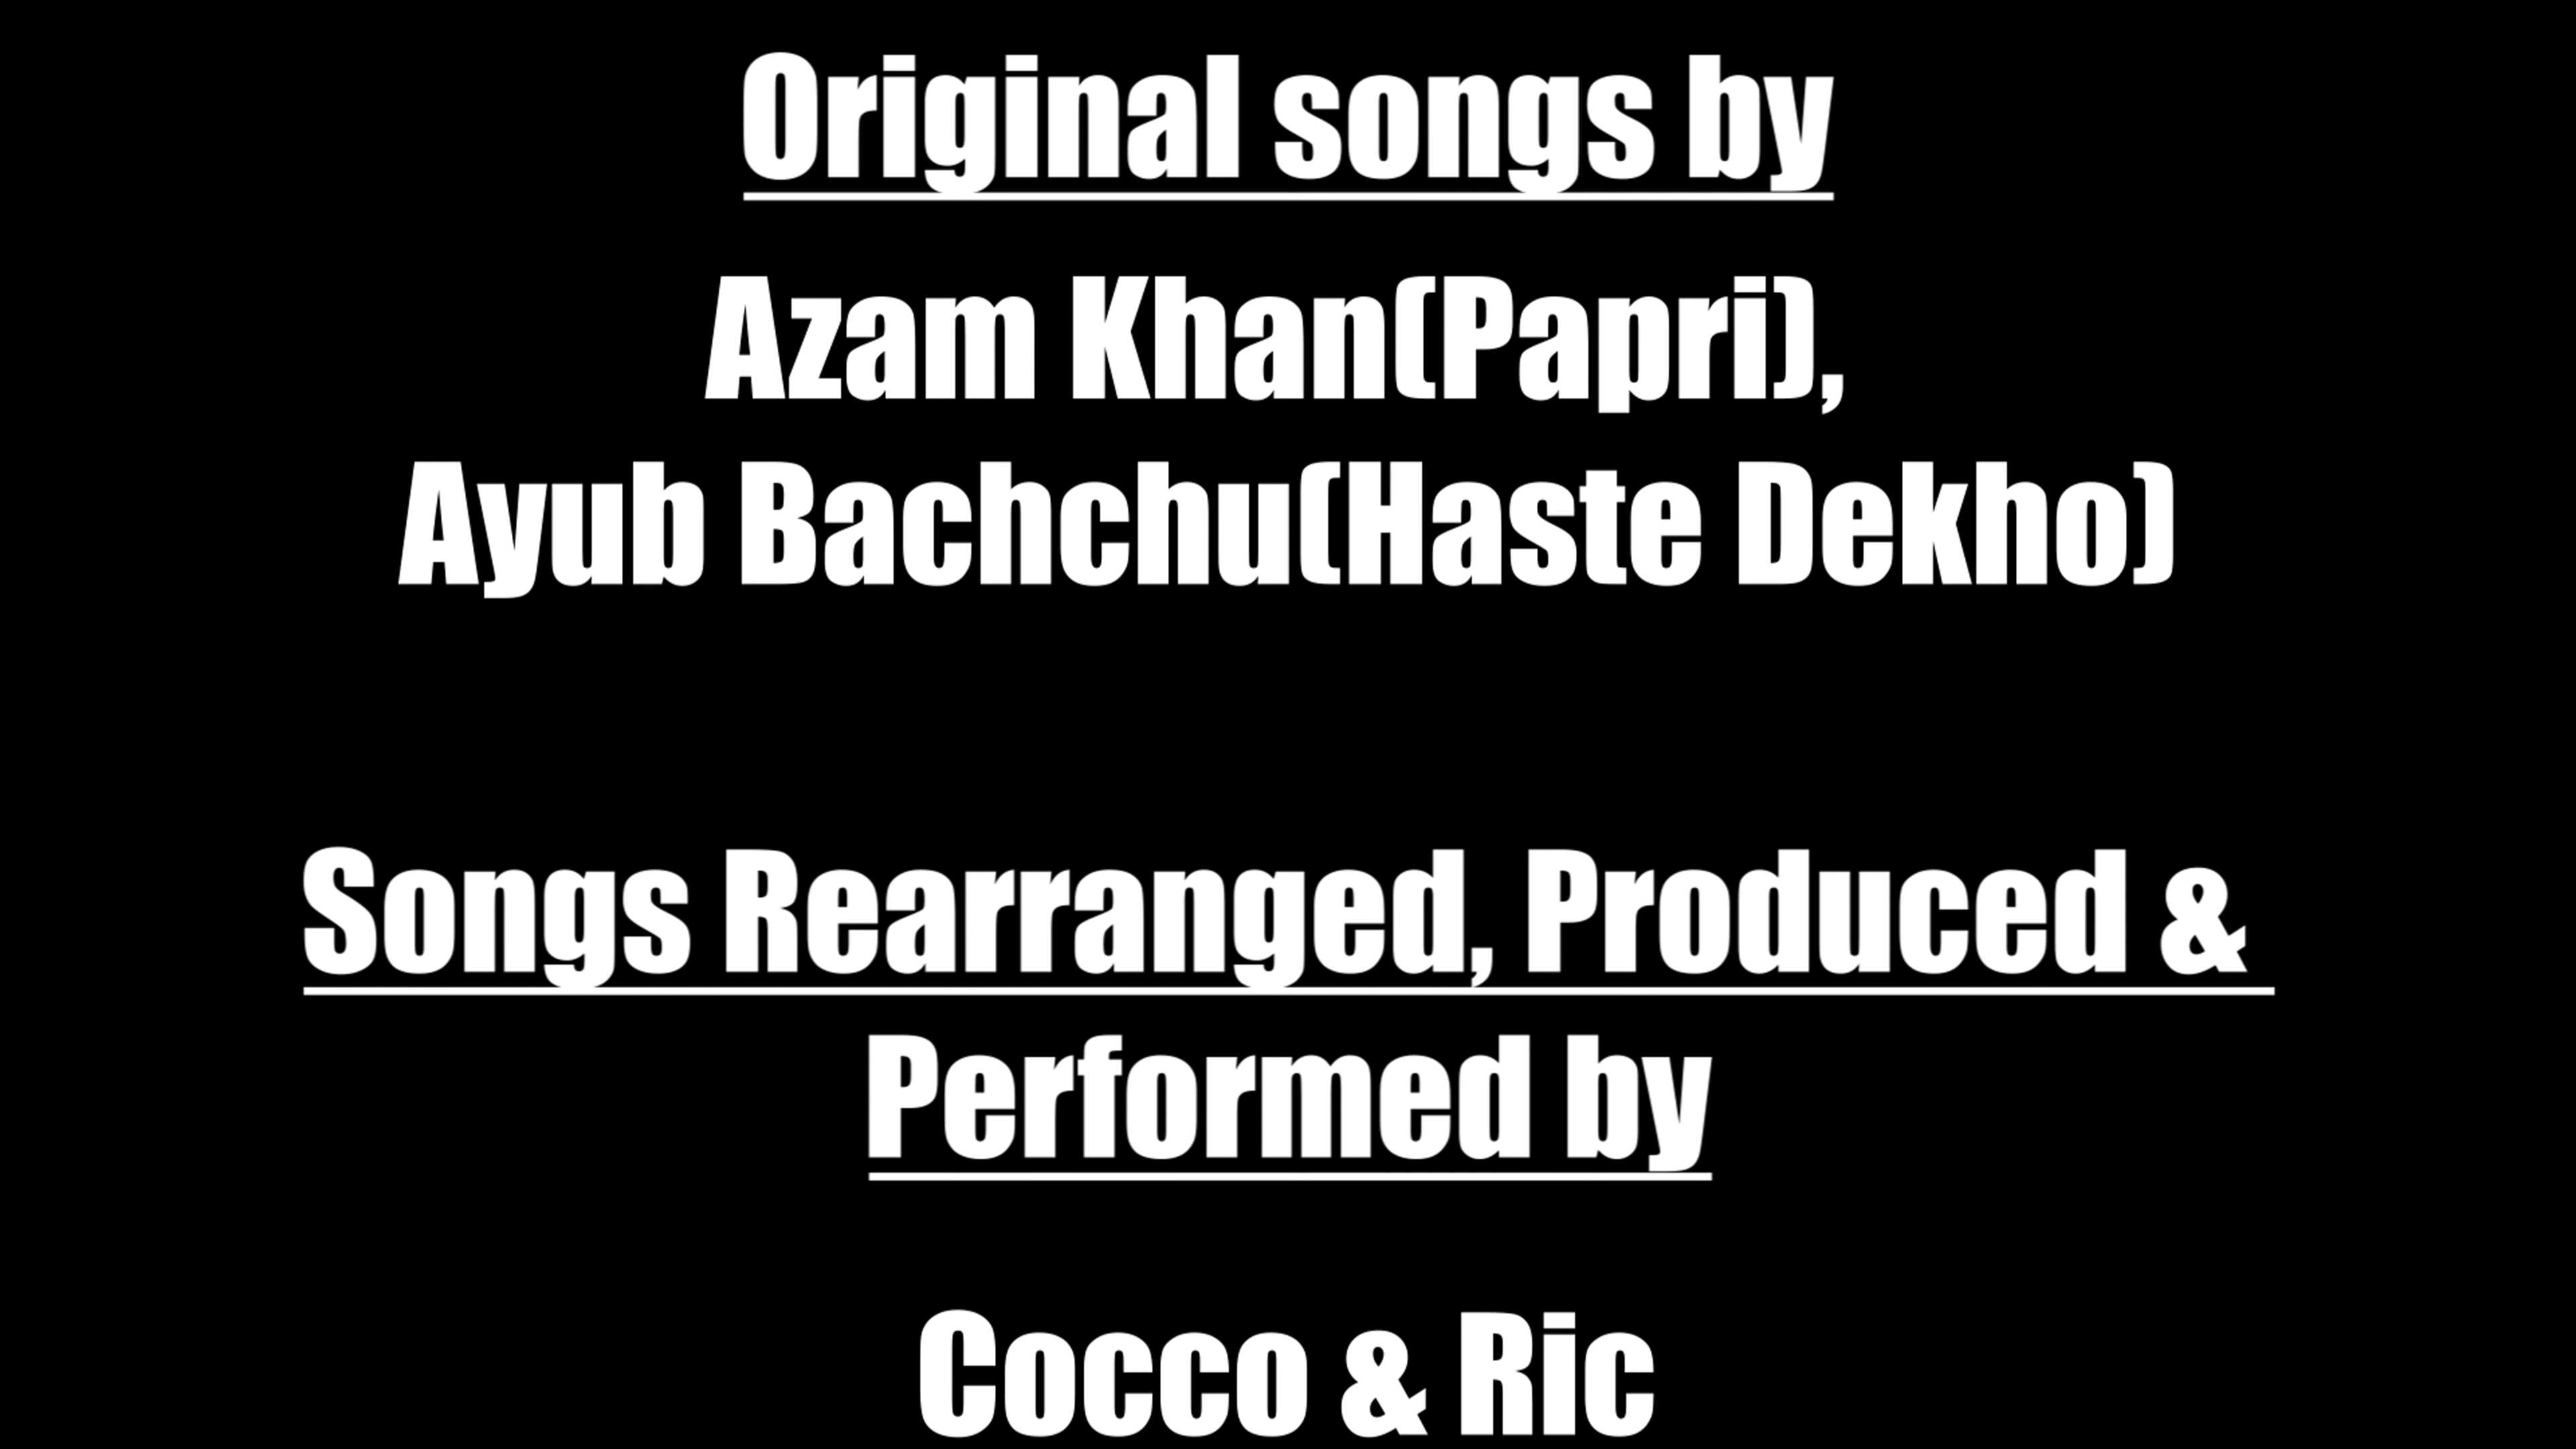 Original songs by
Azam Khan(Papri),
Ayub Bachchu(Haste Dekho)
Songs Rearranged, Produced &
Performed by
Cocco & Ric